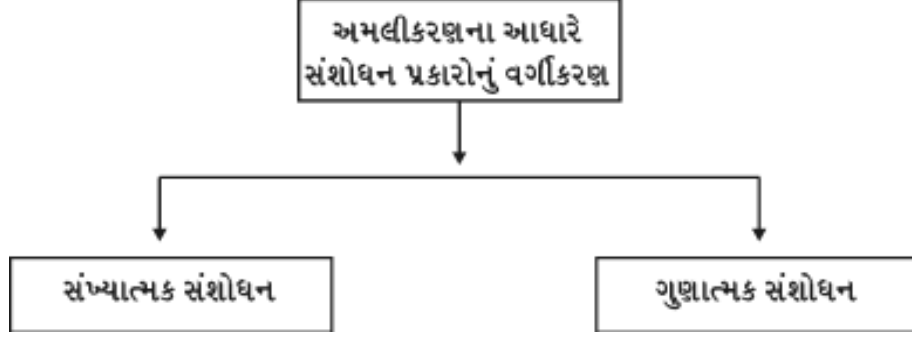 અમલીકરણના આધારે
સંશોધન પ્રકારોનું વર્ગીકરણ
સંખ્યાત્મક સંશોધન
ગુણાત્મક સંશોધન